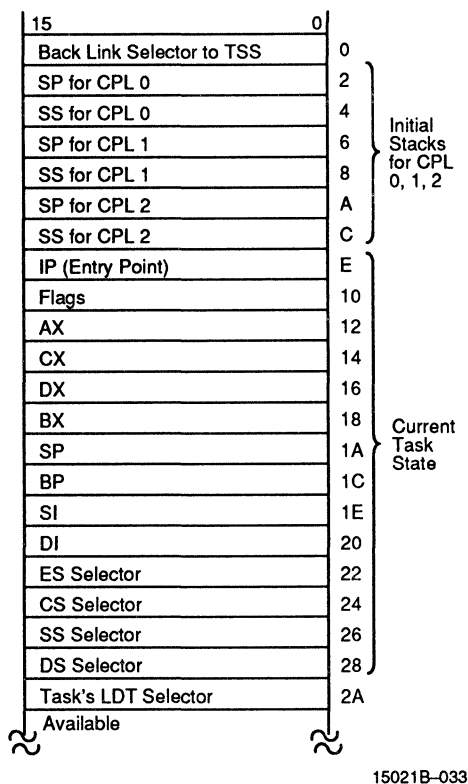 15 0
Back Link Selector to TSS 0
SP for CPL 0 2
SS for CPL 0 4
SP for CPL 1 6
SS for CPL 1 8
SP for CPL 2 A
SS for CPL 2 C
Initial
Stacks
for CPL
0, 1, 2
IP (Entry Point) E
Flags 10
AX 12
CX 14
DX 16
BX 18
SP 1A
BP 1C
SI 1E
DI 20
ES Selector 22
CS Selector 24
SS Selector 26
DS Selector 28
Current
Task
State
Task's LDT Selector 2A
Available
15021B–033